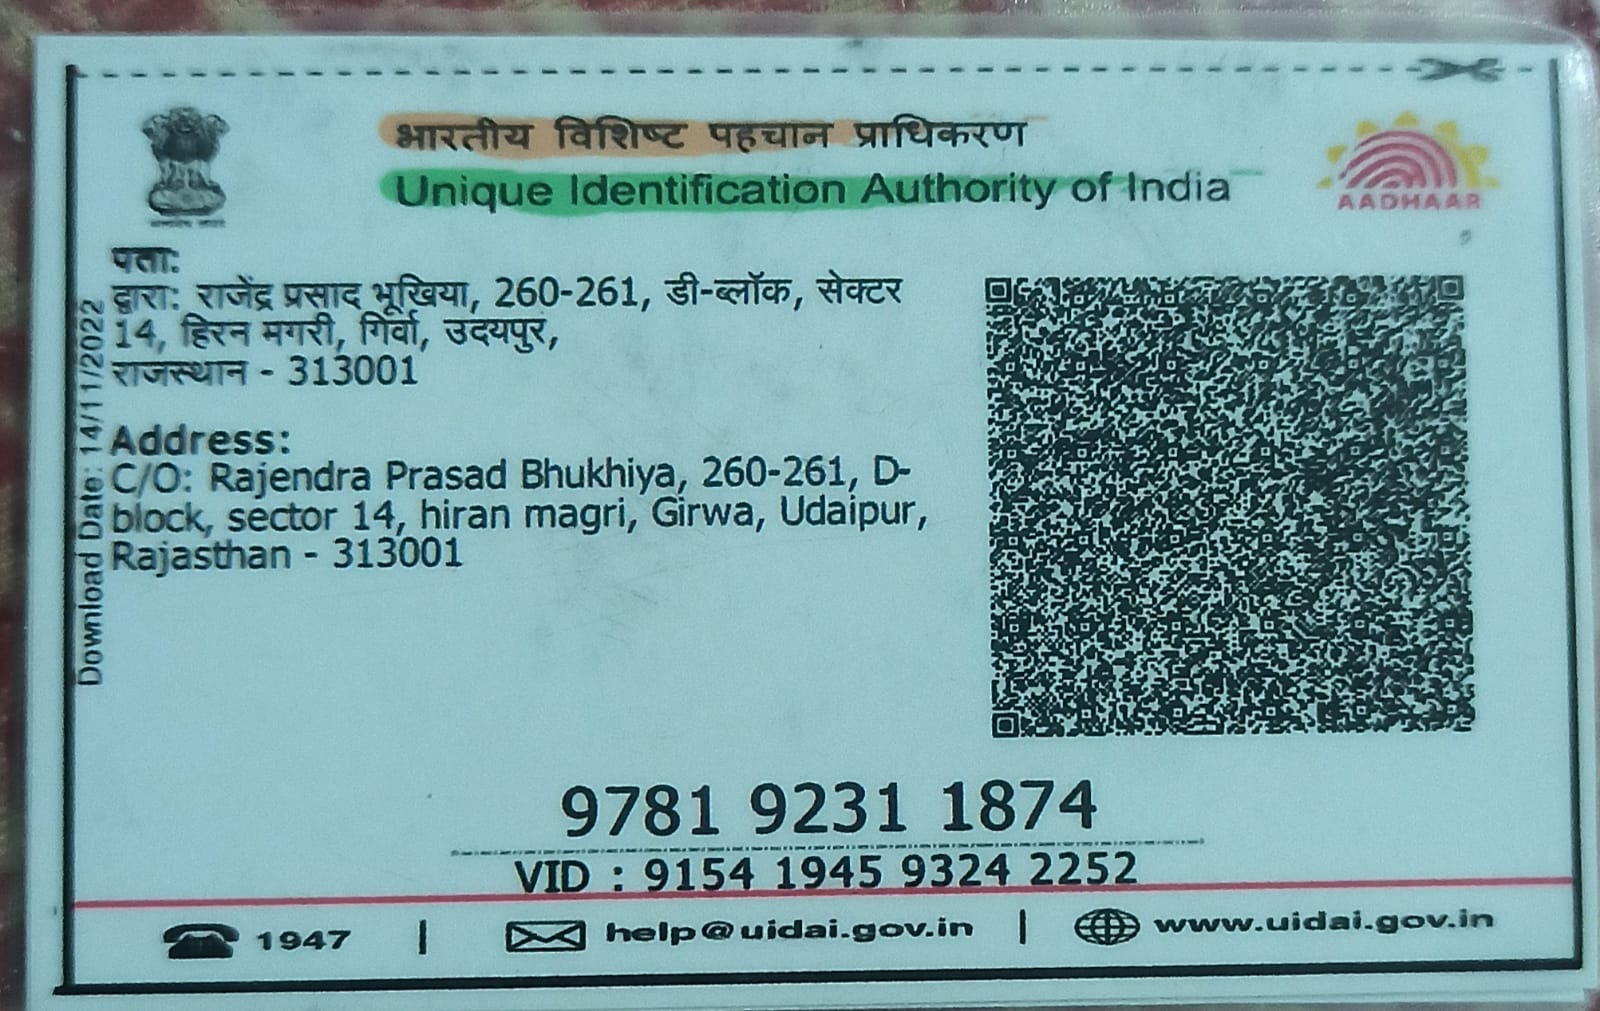 भारतीय विशिष्ट पहचान प्राधिकरण
Unique Identification Authority of India
AADHAAR
पता:
द्वारा: राजेंद्र प्रसाद भूखिया, 260-261, डी-ब्लॉक, सेक्टर
14, हिरन मगरी, गिर्वा, उदयपुर,
राजस्थान - 313001
Address:
C/O: Rajendra Prasad Bhukhiya, 260-261, D-
block, sector 14, hiran magri, Girwa, Udaipur,
Rajasthan - 313001
Download Date: 14/11/2022
9781 9231 1874
VID : 9154 1945 9324 2252
1947 | help@uidai.gov.in | www.uidai.gov.in